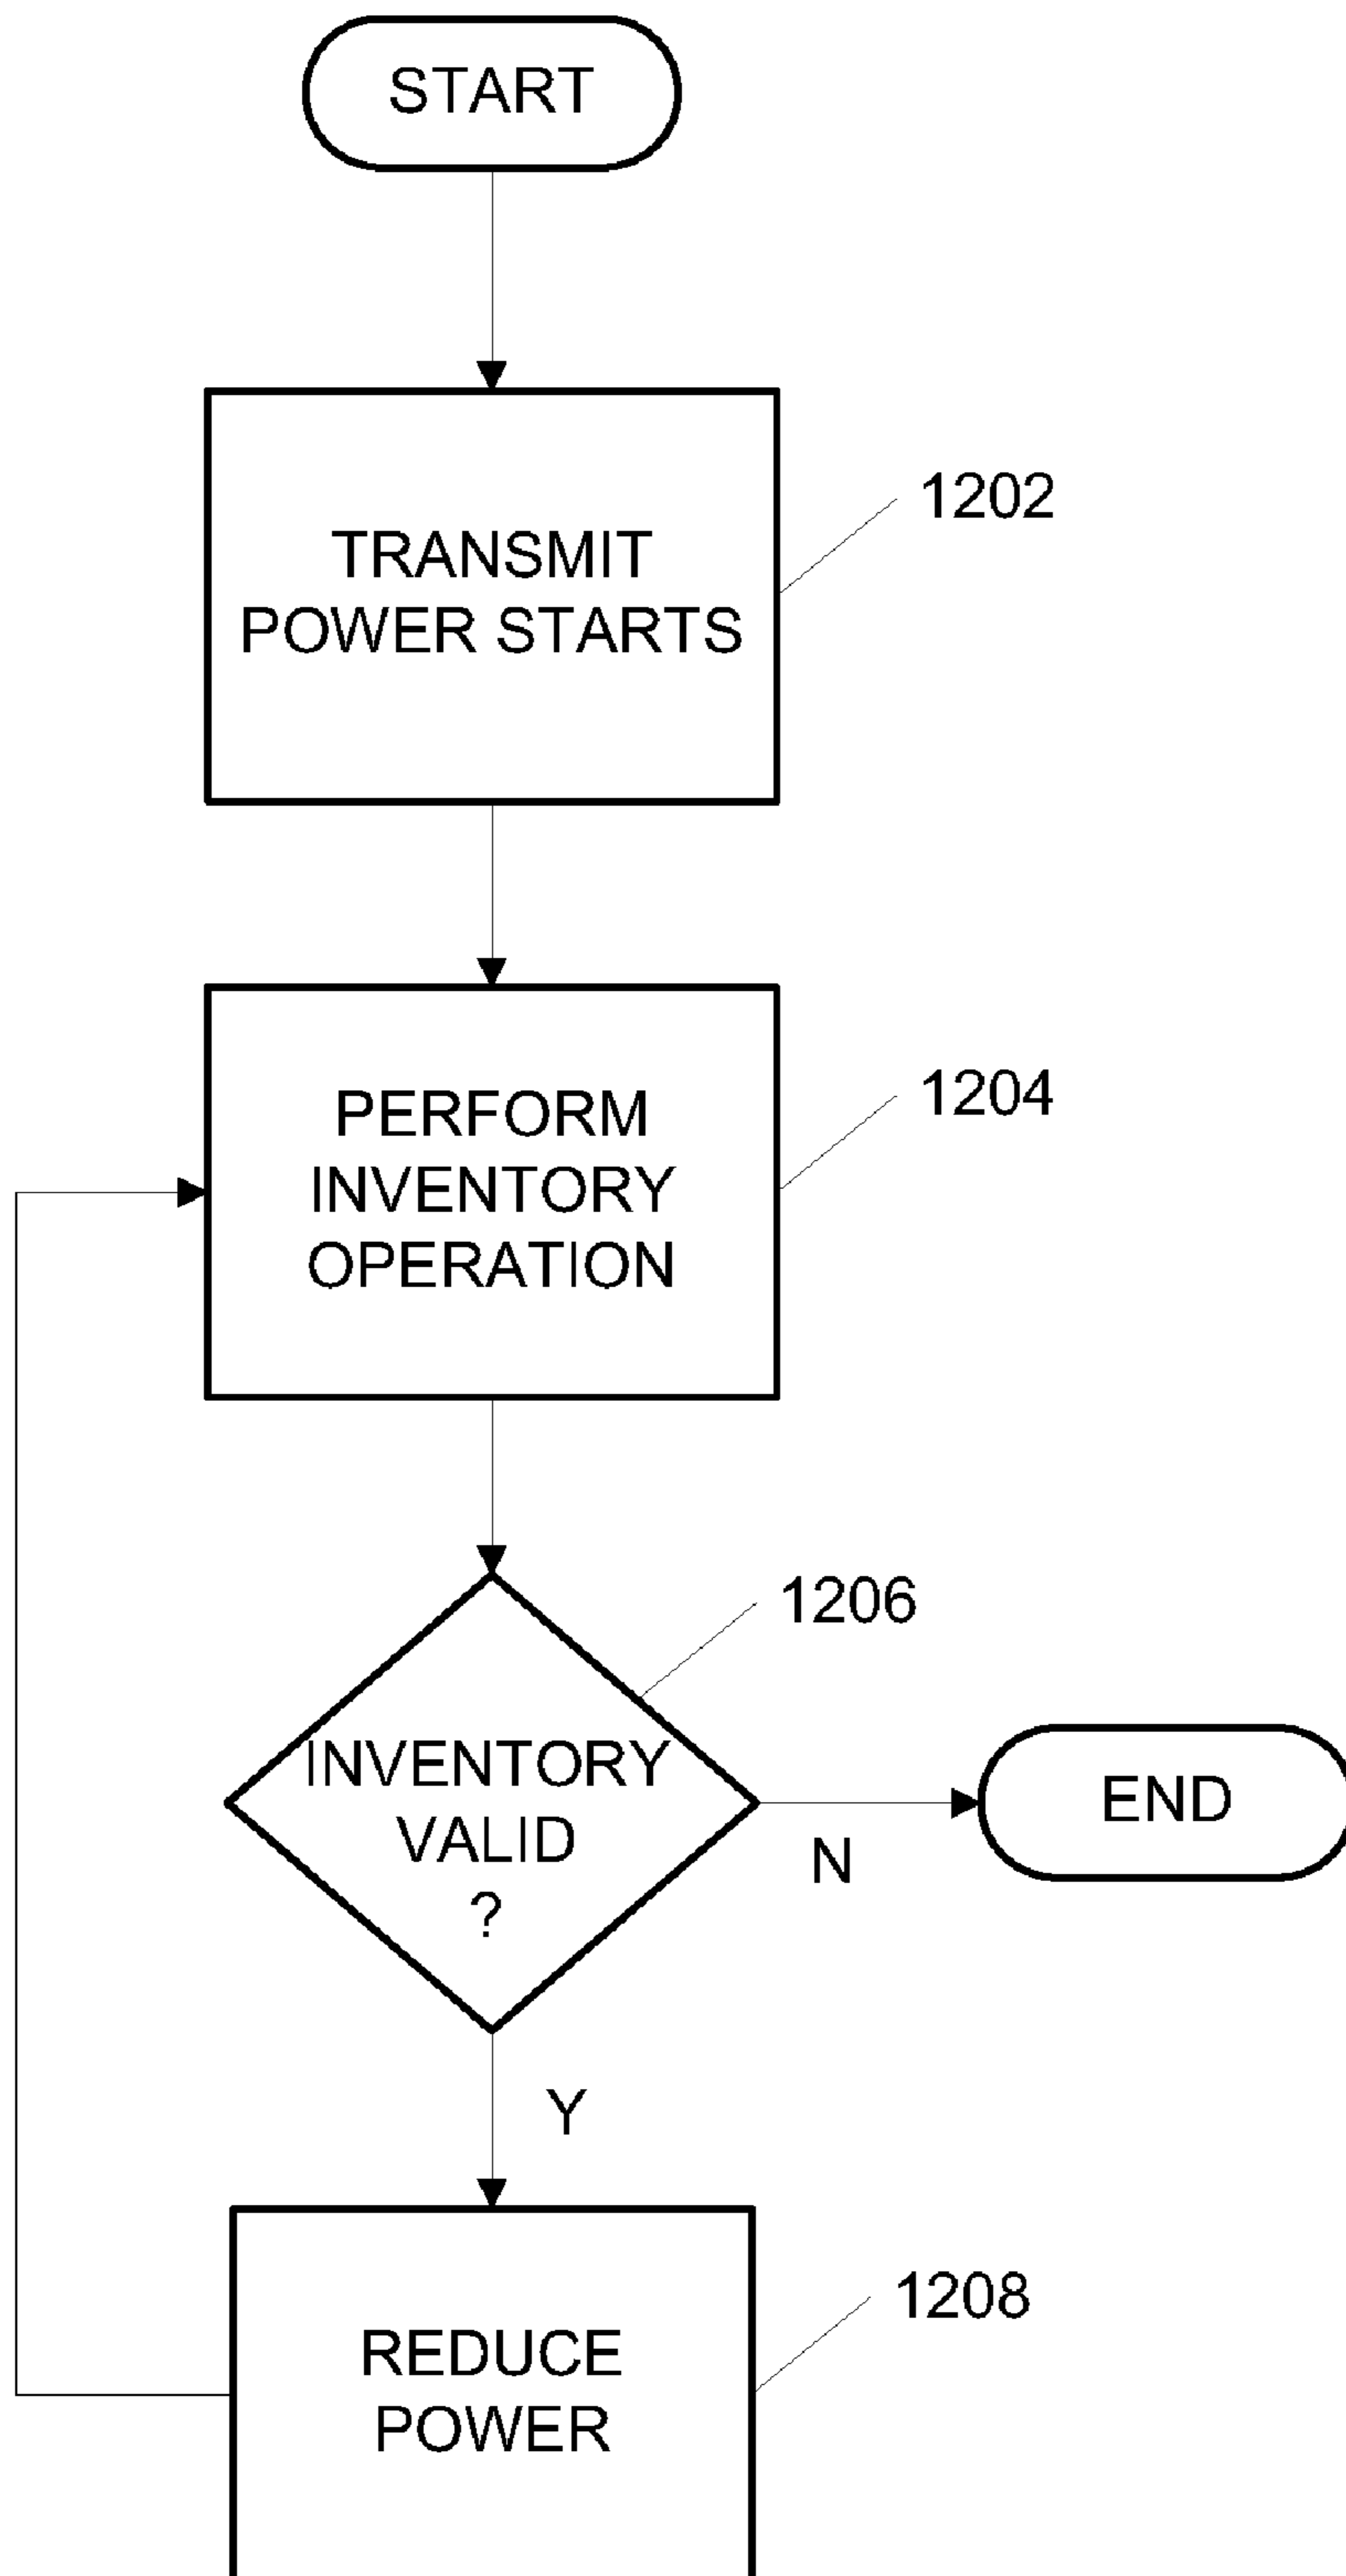 START
TRANSMIT
POWER STARTS
1202
PERFORM
INVENTORY
OPERATION
1204
INVENTORY
VALID
?
1206
N
END
Y
REDUCE
POWER
1208